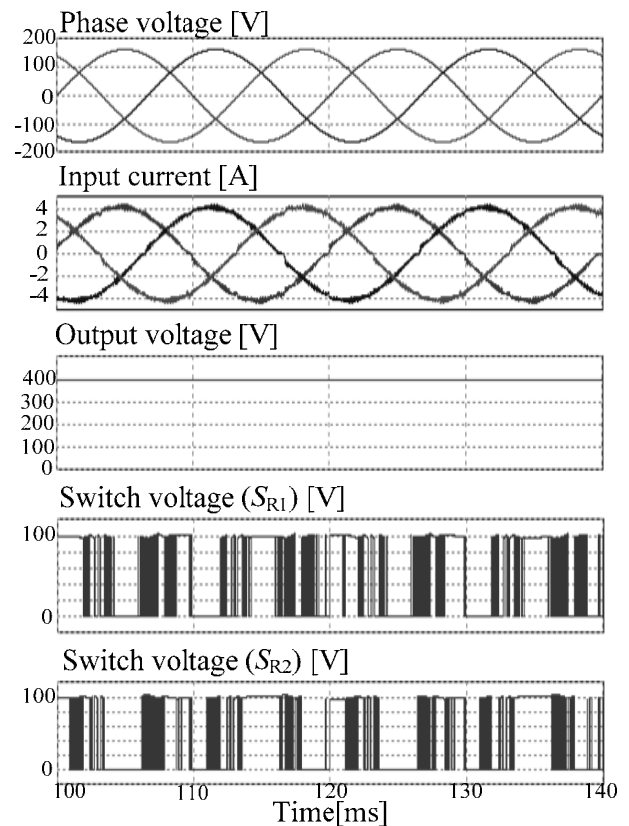 Phase voltage [V]
200
100
0
-100
-200
Input current [A]
4
2
0
-2
-4
Output voltage [V]
400
300
200
100
0
Switch voltage (SR1) [V]
100
0
Switch voltage (SR2) [V]
100
0
100 110 120 130 140
Time[ms]